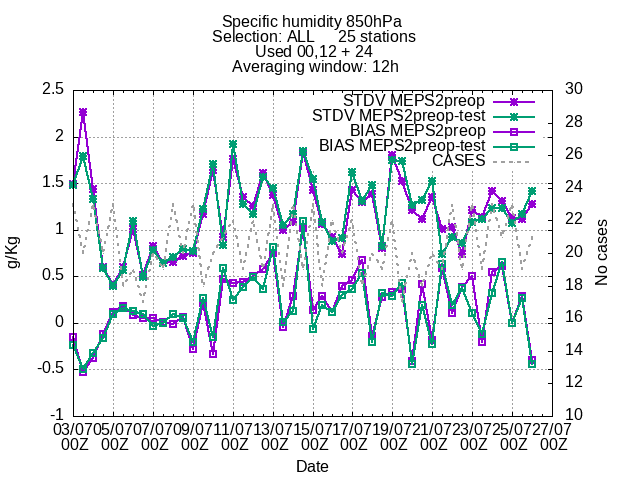 Specific humidity 850hPa
Selection: ALL 25 stations
Used 00,12 + 24
Averaging window: 12h
STDV MEPS2preop
STDV MEPS2preop-test
BIAS MEPS2preop
BIAS MEPS2preop-test
CASES
2.5
2
1.5
1
0.5
0
-0.5
-1
g/Kg
30
28
26
24
22
20
18
16
14
12
10
No cases
03/07 05/07 07/07 09/07 11/07 13/07 15/07 17/07 19/07 21/07 23/07 25/07 27/07
00Z 00Z 00Z 00Z 00Z 00Z 00Z 00Z 00Z 00Z 00Z 00Z 00Z
Date